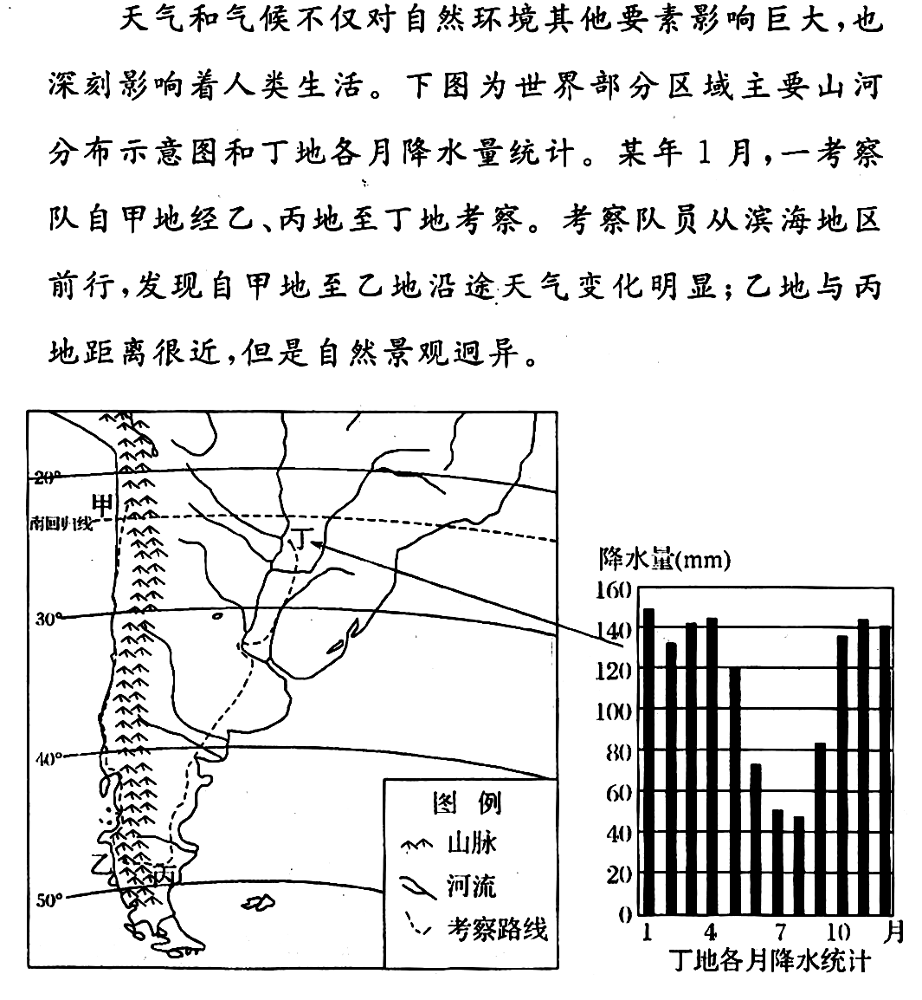 天气和气候不仅对自然环境其他要素影响巨大,也
深刻影响着人类生活。下图为世界部分区域主要山河
分布示意图和丁地各月降水量统计。某年1月,一考察
队自甲地经乙、丙地至丁地考察。考察队员从滨海地区
前行,发现自甲地至乙地沿途天气变化明显;乙地与丙
地距离很近,但是自然景观迥异。
20°
甲
南回归线
丁
30°
40°
乙
丙
50°
图 例
山脉
河流
考察路线
降水量(mm)
160
140
120
100
80
60
40
20
0
1 4 7 10 月
丁地各月降水统计